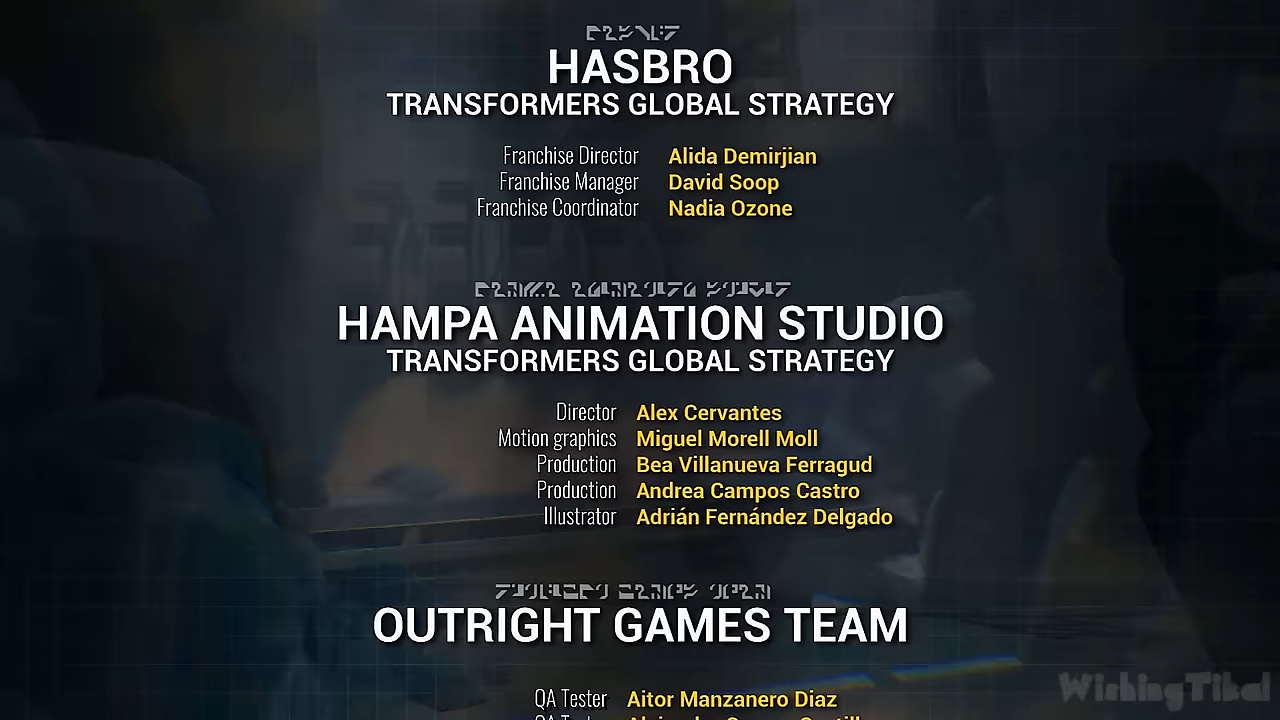 HASBRO
TRANSFORMERS GLOBAL STRATEGY
Franchise Director Alida Demirjian
Franchise Manager David Soop
Franchise Coordinator Nadia Ozone
HAMPA ANIMATION STUDIO
TRANSFORMERS GLOBAL STRATEGY
Director Alex Cervantes
Motion graphics Miguel Morell Moll
Production Bea Villanueva Ferragud
Production Andrea Campos Castro
Illustrator Adrián Fernández Delgado
OUTRIGHT GAMES TEAM
QA Tester Aitor Manzanero Diaz
WishingTikal